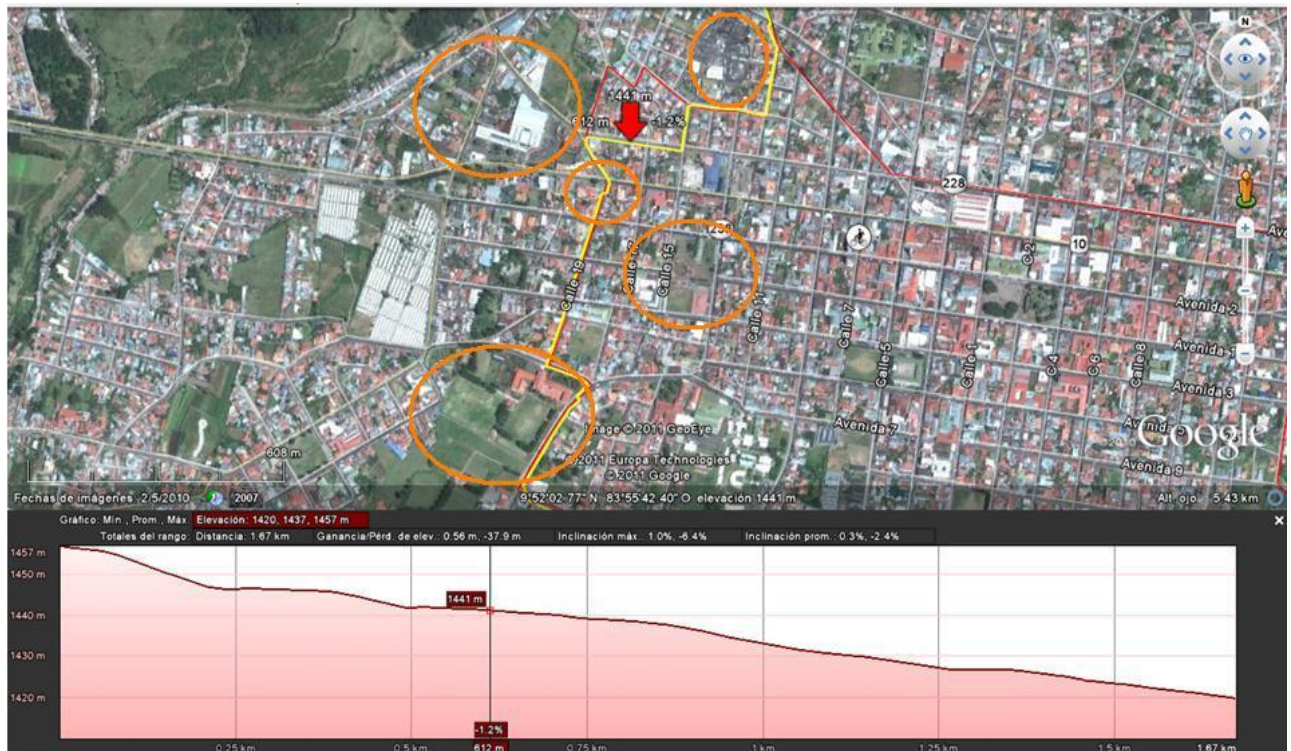 N
1441 m
612 m
-1.2%
228
10
Calle 19
Calle 15
Calle 11
Calle 7
Calle 5
Calle 1
C.2
C.4
C.6
Calle 8
Avenida 2
Avenida 3
Avenida 7
Avenida 9
Image © 2011 GeoEye
© 2011 Europa Technologies
© 2011 Google
Google
608 m
Fechas de imágenes 2/5/2010 2007
9°52'02.77" N 83°55'42.40" O elevación 1441 m
Alt. ojo 5.43 km
Gráfico: Mín., Prom., Máx Elevación: 1420, 1437, 1457 m
Totales del rango: Distancia: 1.67 km Ganancia/Pérd. de elev.: 0.56 m, -37.9 m Inclinación máx.: 1.0%, -6.4% Inclinación prom.: 0.3%, -2.4%
1457 m
1450 m
1441 m
1440 m
1430 m
1420 m
-1.2%
0.25 km
0.5 km
612 m
0.75 km
1 km
1.25 km
1.5 km
1.67 km